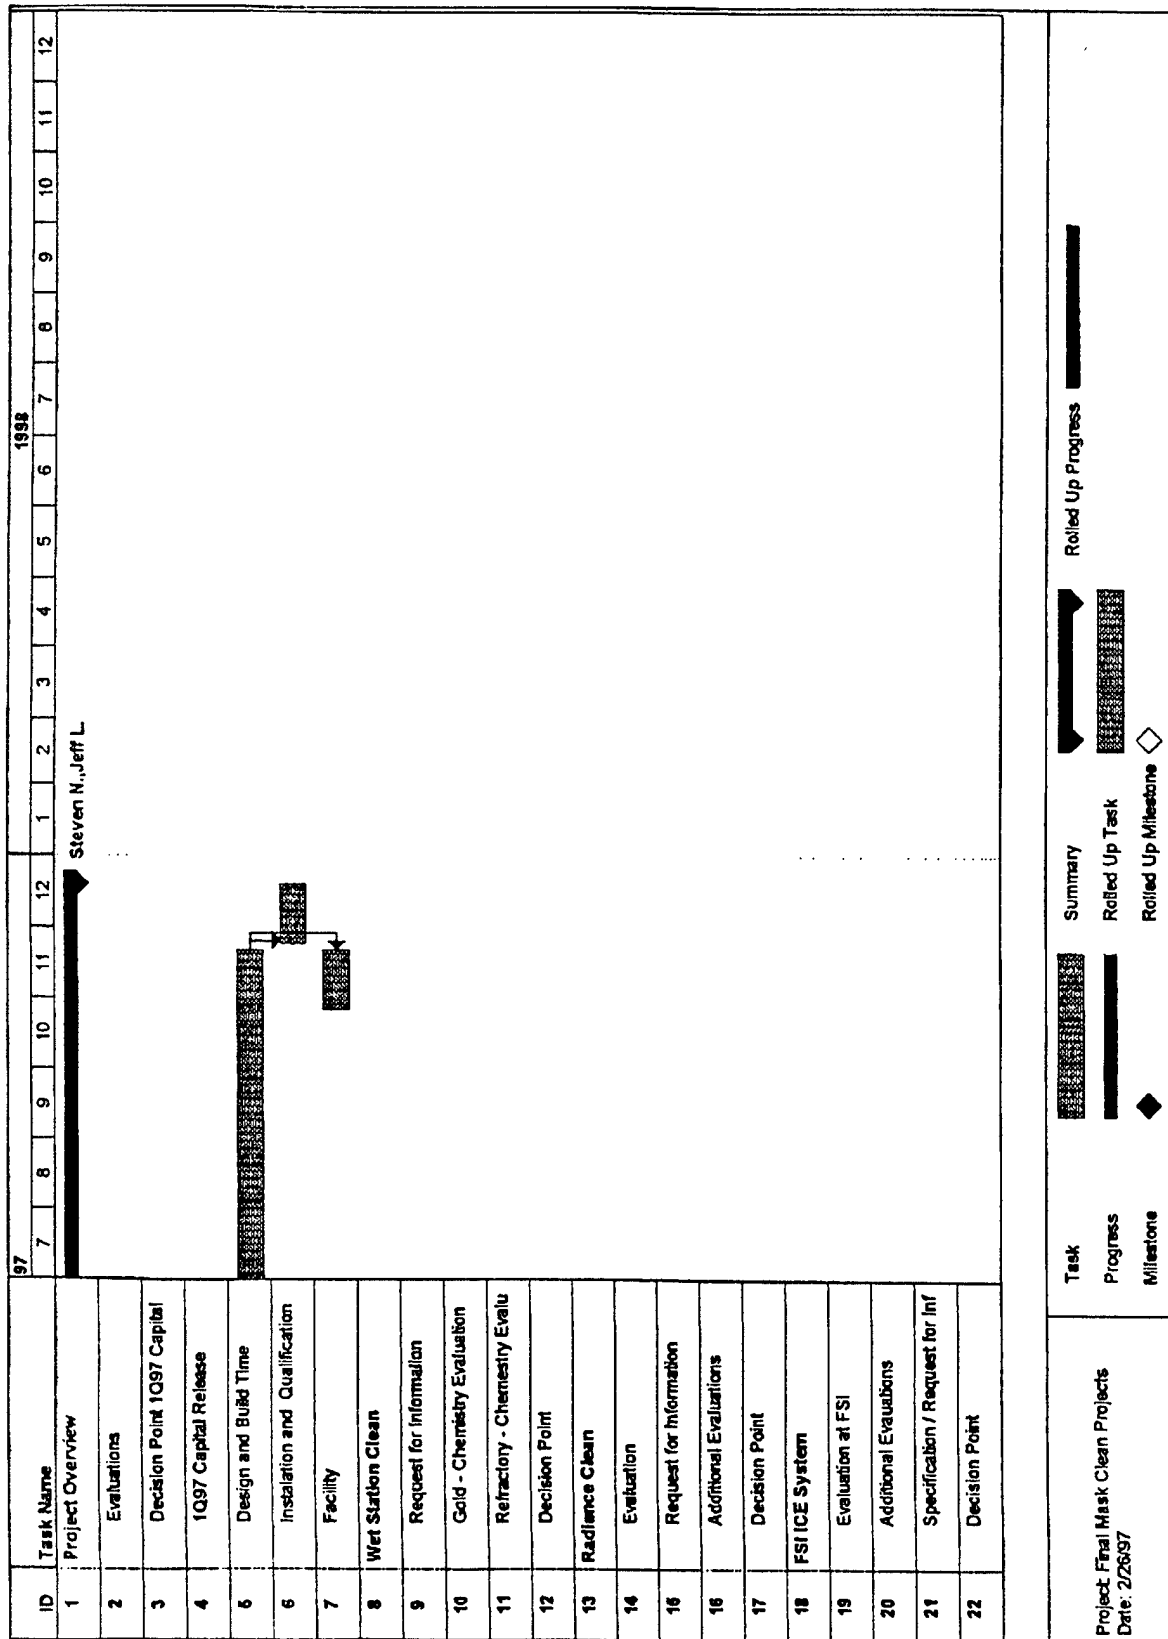 97 1998
ID Task Name 7 8 9 10 11 12 1 2 3 4 5 6 7 8 9 10 11 12
1 Project Overview Steven N.,Jeff L.
2 Evaluations
3 Decision Point 1Q97 Capital
4 1Q97 Capital Release
5 Design and Build Time
6 Installation and Qualification
7 Facility
8 Wet Station Clean
9 Request for Information
10 Gold - Chemistry Evaluation
11 Refractory - Chemestry Evalu
12 Decision Point
13 Radiance Clean
14 Evaluation
15 Request for Information
16 Additional Evaluations
17 Decision Point
18 FSI ICE System
19 Evaluation at FSI
20 Additional Evauations
21 Specification / Request for Inf
22 Decision Point
Project: Final Mask Clean Projects
Date: 2/26/97
Task Summary Rolled Up Progress
Progress Rolled Up Task
Milestone Rolled Up Milestone